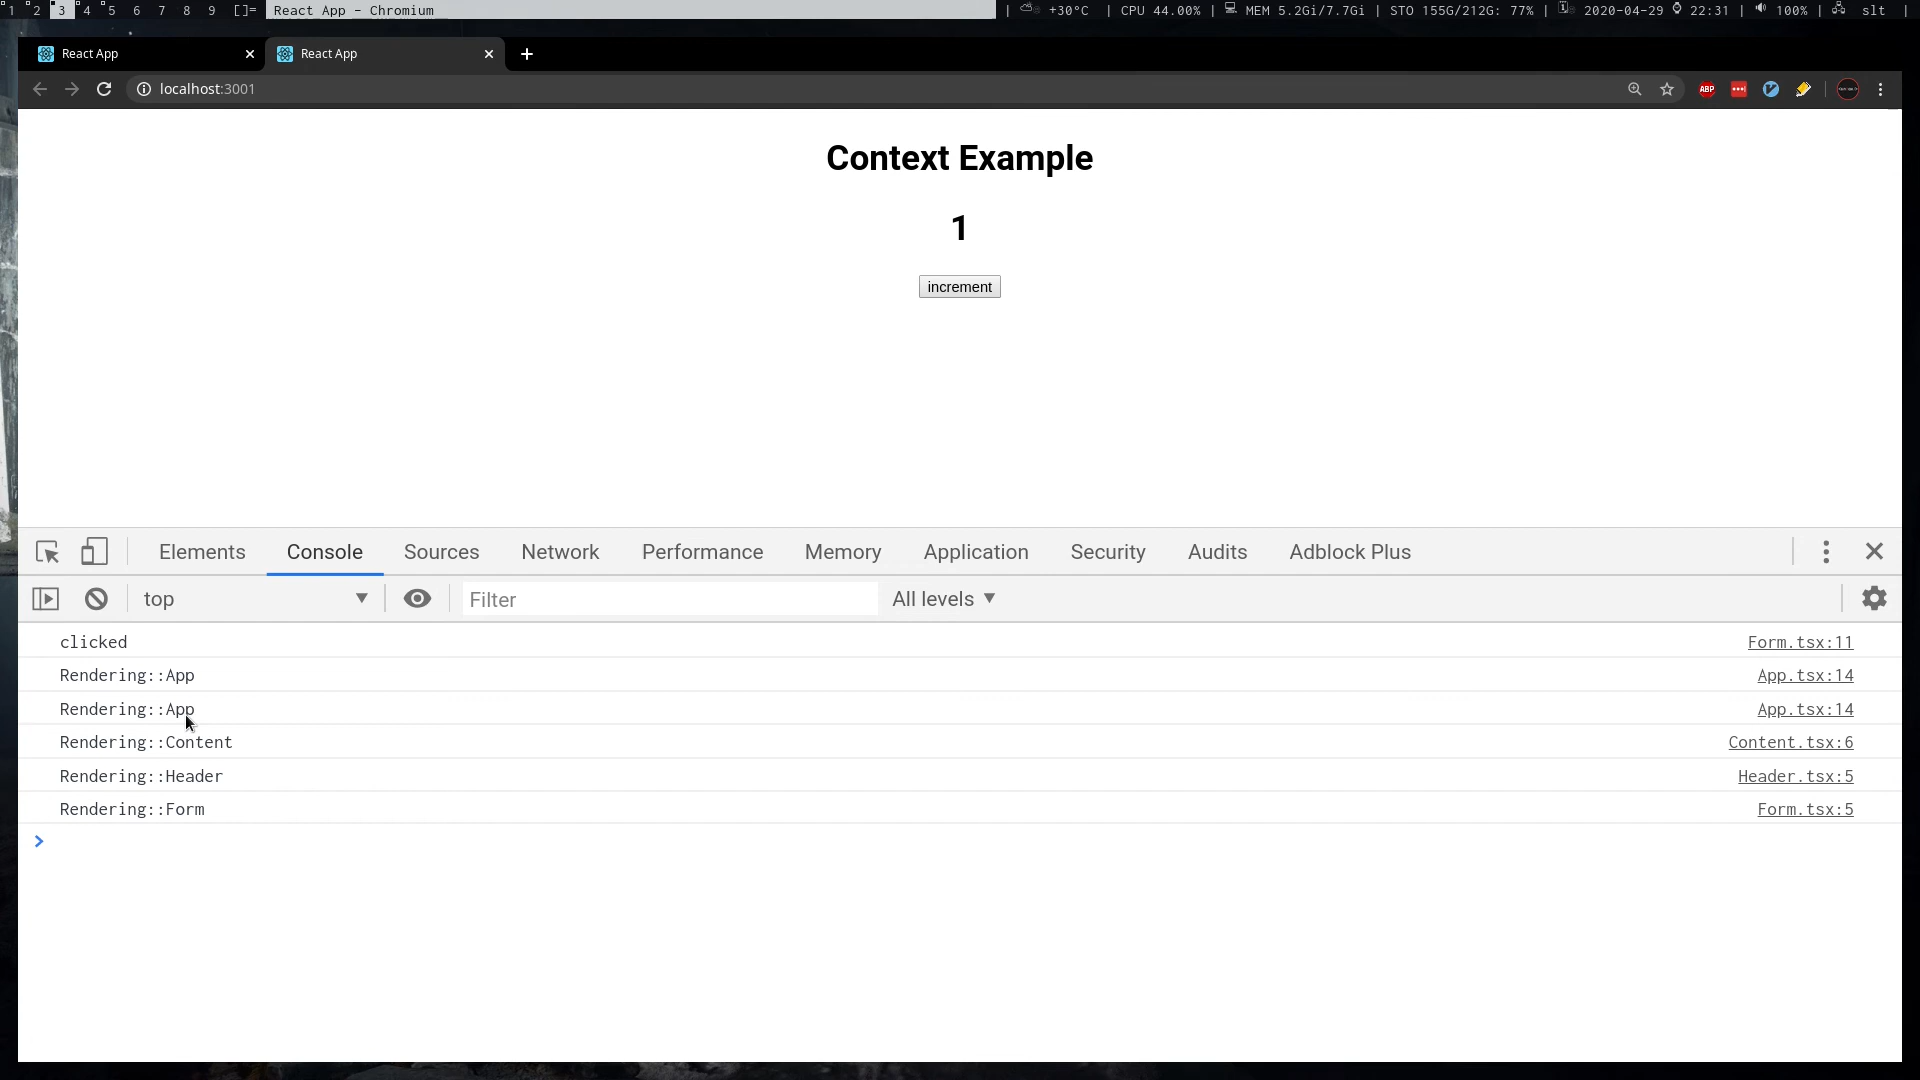 1 2 3 4 5 6 7 8 9 []= React App - Chromium | +30°C | CPU 44.00% | MEM 5.2Gi/7.7Gi | STO 155G/212G: 77% | 2020-04-29 22:31 | 100% | slt |
React App React App
localhost:3001 ABP
Context Example
1
increment
Elements Console Sources Network Performance Memory Application Security Audits Adblock Plus
top Filter All levels
clicked Form.tsx:11
Rendering::App App.tsx:14
Rendering::App App.tsx:14
Rendering::Content Content.tsx:6
Rendering::Header Header.tsx:5
Rendering::Form Form.tsx:5